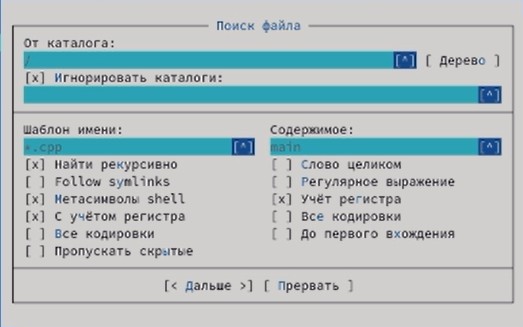 Поиск файла
От каталога:
/ [^] [ Дерево ]
[x] Игнорировать каталоги:
[^]
Шаблон имени: Содержимое:
*.cpp [^] main [^]
[x] Найти рекурсивно [ ] Слово целиком
[ ] Follow symlinks [ ] Регулярное выражение
[x] Метасимволы shell [x] Учёт регистра
[x] С учётом регистра [ ] Все кодировки
[ ] Все кодировки [ ] До первого вхождения
[ ] Пропускать скрытые
[< Дальше >] [ Прервать ]